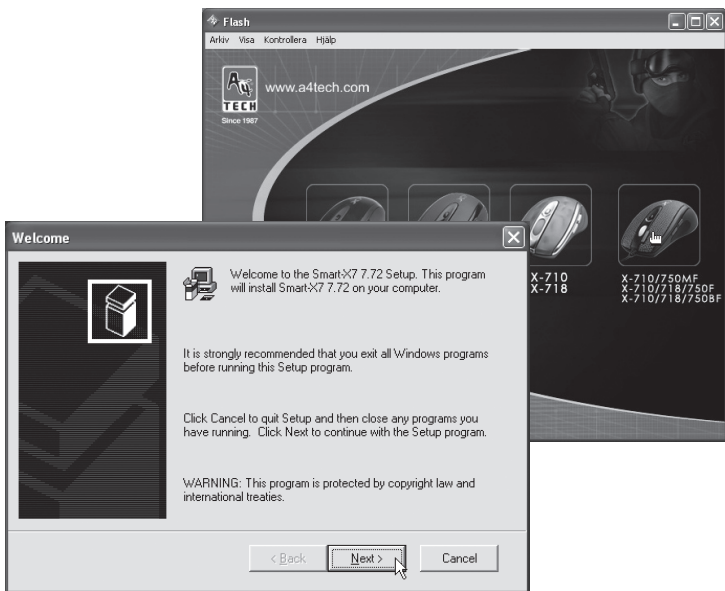 Flash
Arkiv Visa Kontrollera Hjälp
A4
TECH
Since 1987
www.a4tech.com
X-710
X-718
X-710/750MF
X-710/718/750F
X-710/718/750BF
Welcome
Welcome to the Smart-X7 7.72 Setup. This program
will install Smart-X7 7.72 on your computer.
It is strongly recommended that you exit all Windows programs
before running this Setup program.
Click Cancel to quit Setup and then close any programs you
have running. Click Next to continue with the Setup program.
WARNING: This program is protected by copyright law and
international treaties.
< Back Next > Cancel